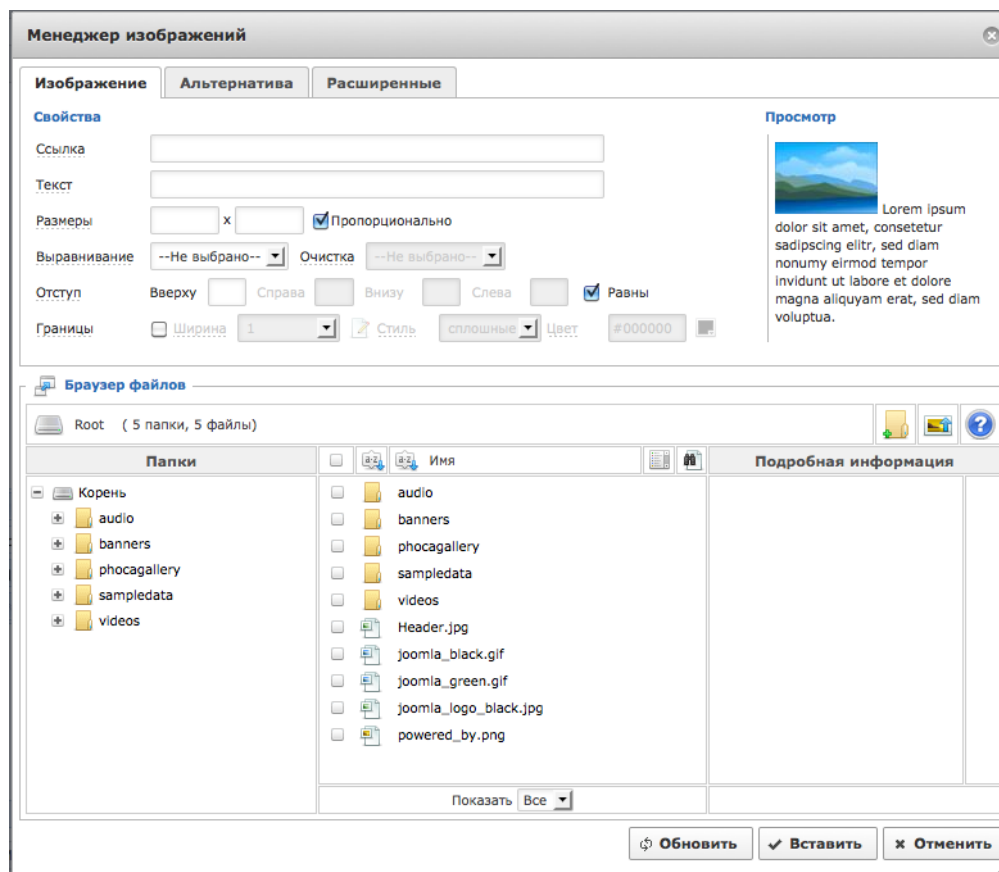 Менеджер изображений
Изображение Альтернатива Расширенные
Свойства Просмотр
Ссылка
Текст
Размеры x Пропорционально
Выравнивание --Не выбрано-- Очистка --Не выбрано--
Отступ Вверху Справа Внизу Слева Равны
Границы Ширина 1 Стиль сплошные Цвет #000000
Lorem ipsum
dolor sit amet, consetetur
sadipscing elitr, sed diam
nonumy eirmod tempor
invidunt ut labore et dolore
magna aliquyam erat, sed diam
voluptua.
Браузер файлов
Root ( 5 папки, 5 файлы)
Папки a-z a-z Имя Подробная информация
Корень
audio
banners
phocagallery
sampledata
videos
audio
banners
phocagallery
sampledata
videos
Header.jpg
joomla_black.gif
joomla_green.gif
joomla_logo_black.jpg
powered_by.png
Показать Все
Обновить Вставить Отменить